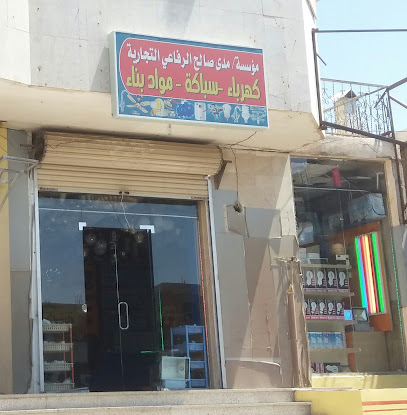 مؤسسة/ مدى صالح الرفاعي التجارية
كهرباء - سباكة - مواد بناء